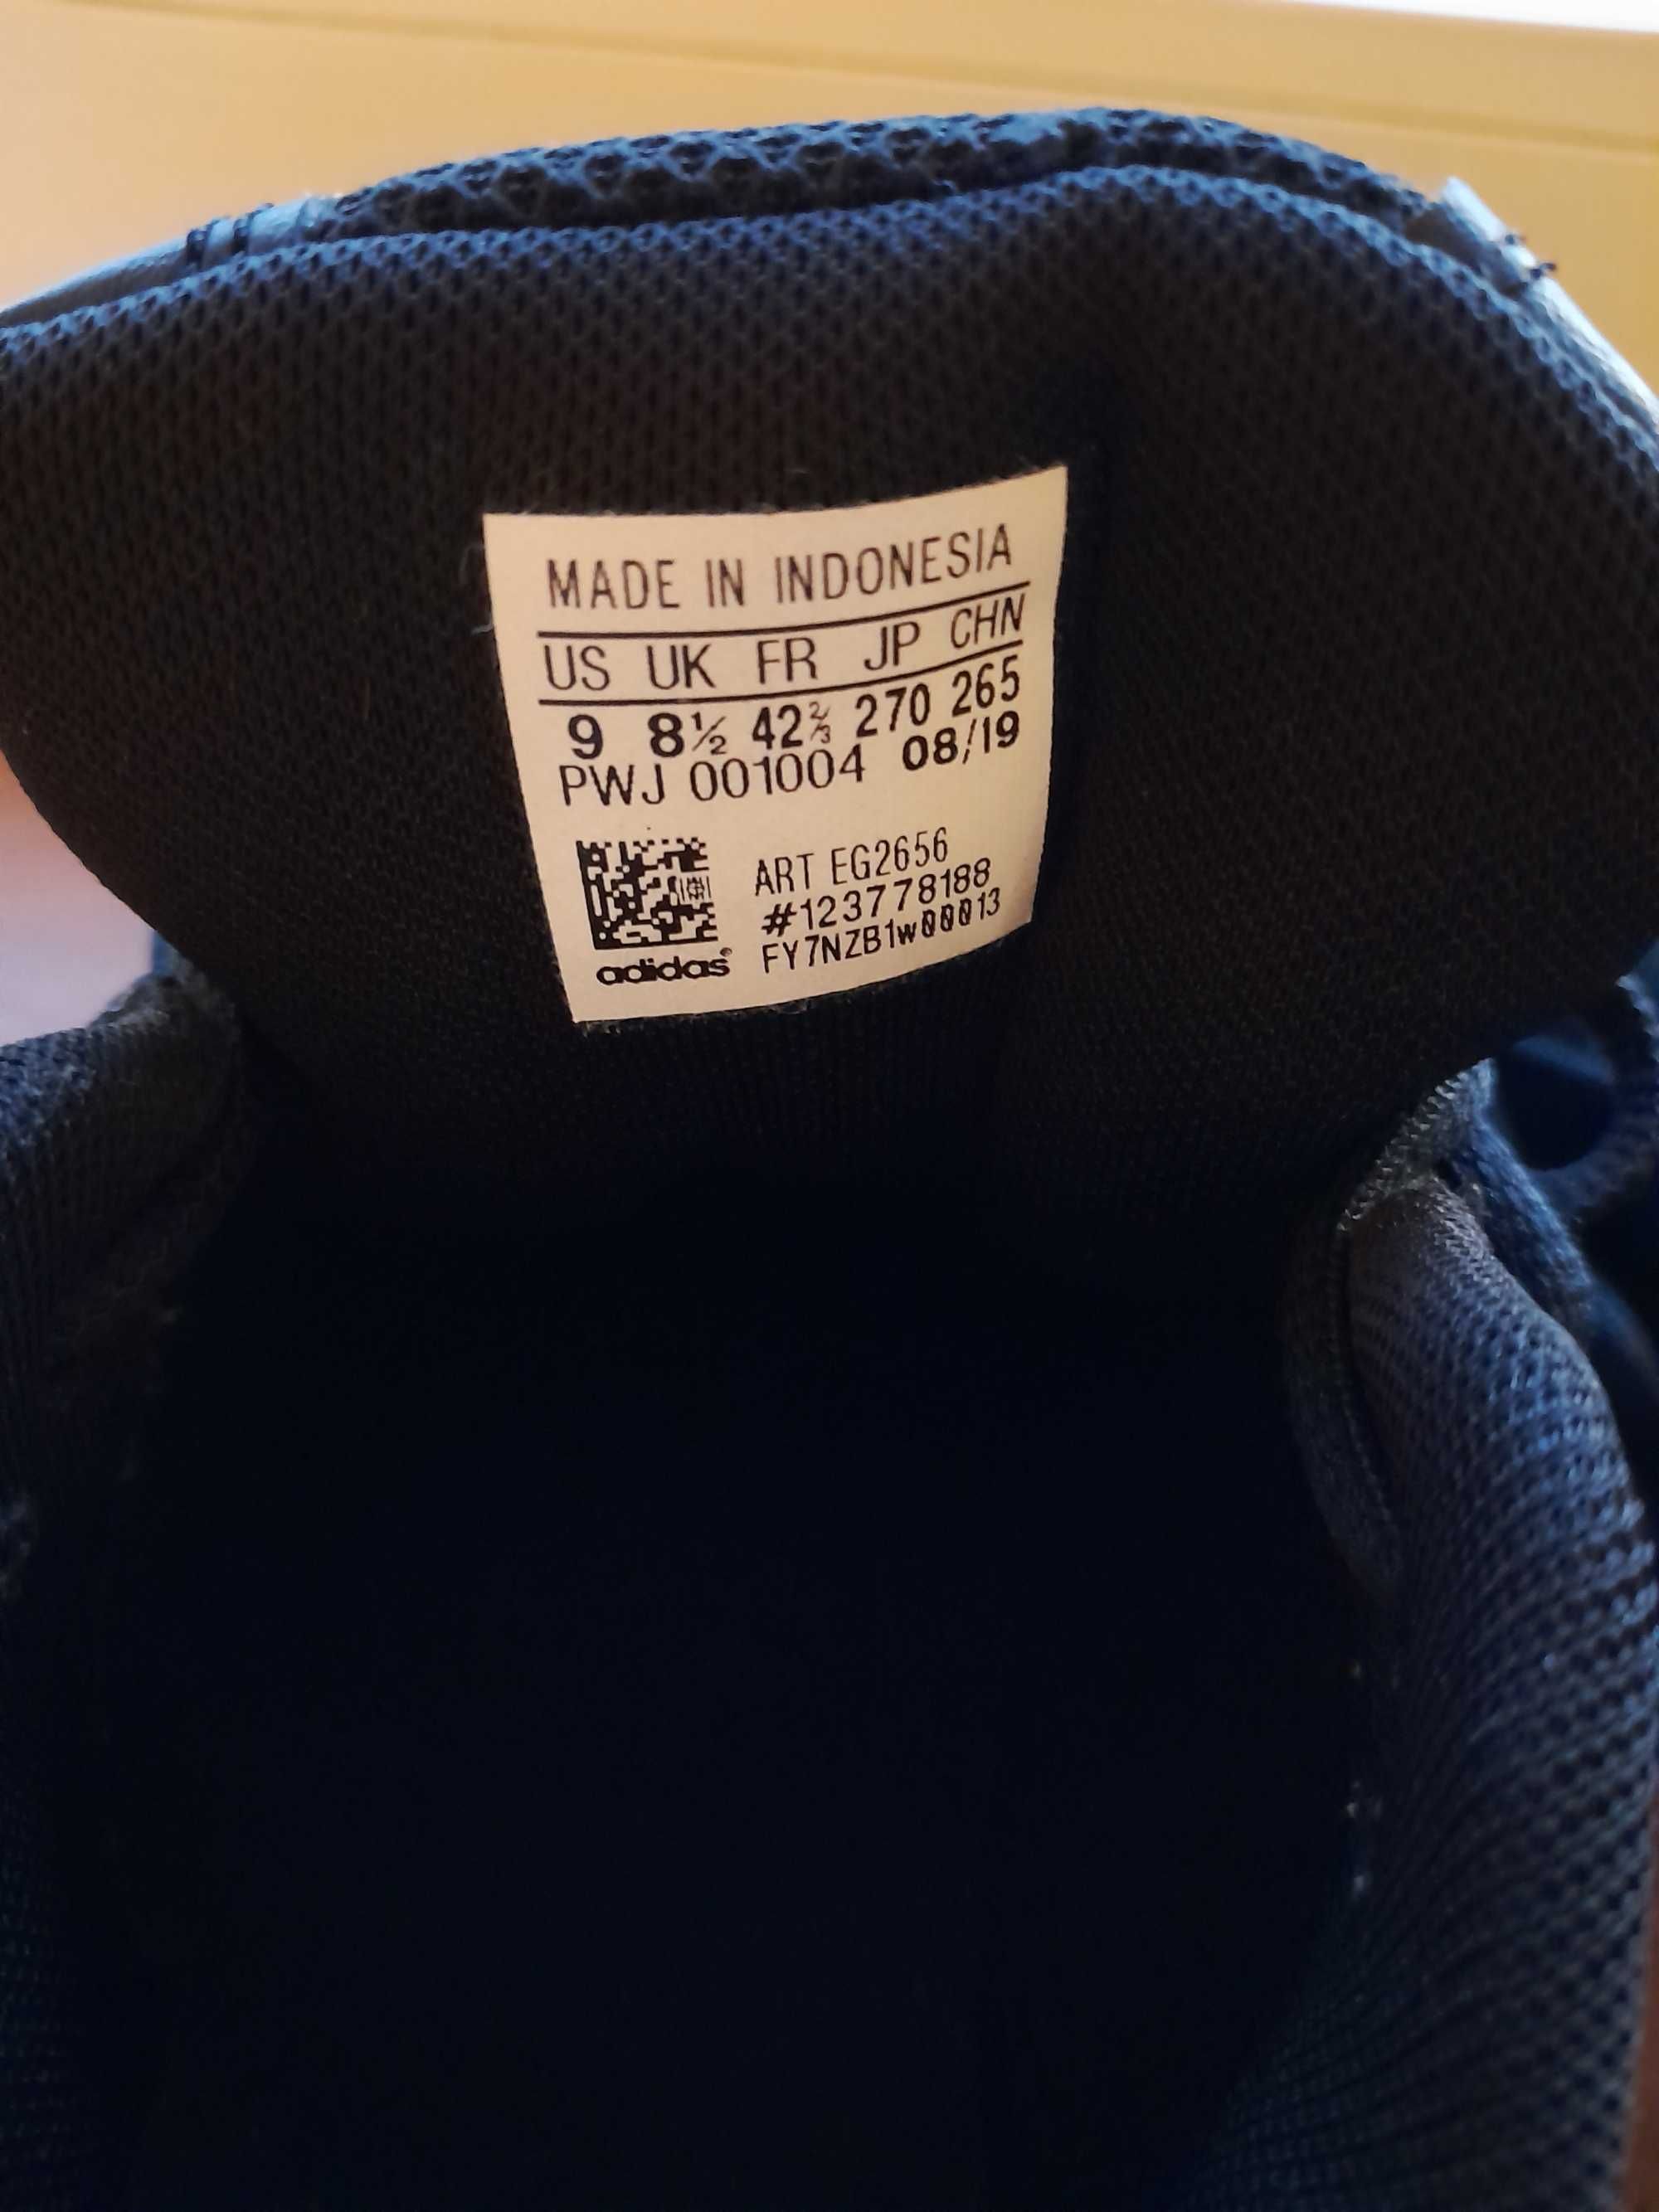 MADE IN INDONESIA
US UK FR JP CHN
9 8½ 42⅔ 270 265
PWJ 001004 08/19
ART EG2656
#123778188
FY7NZB1w00013
adidas®